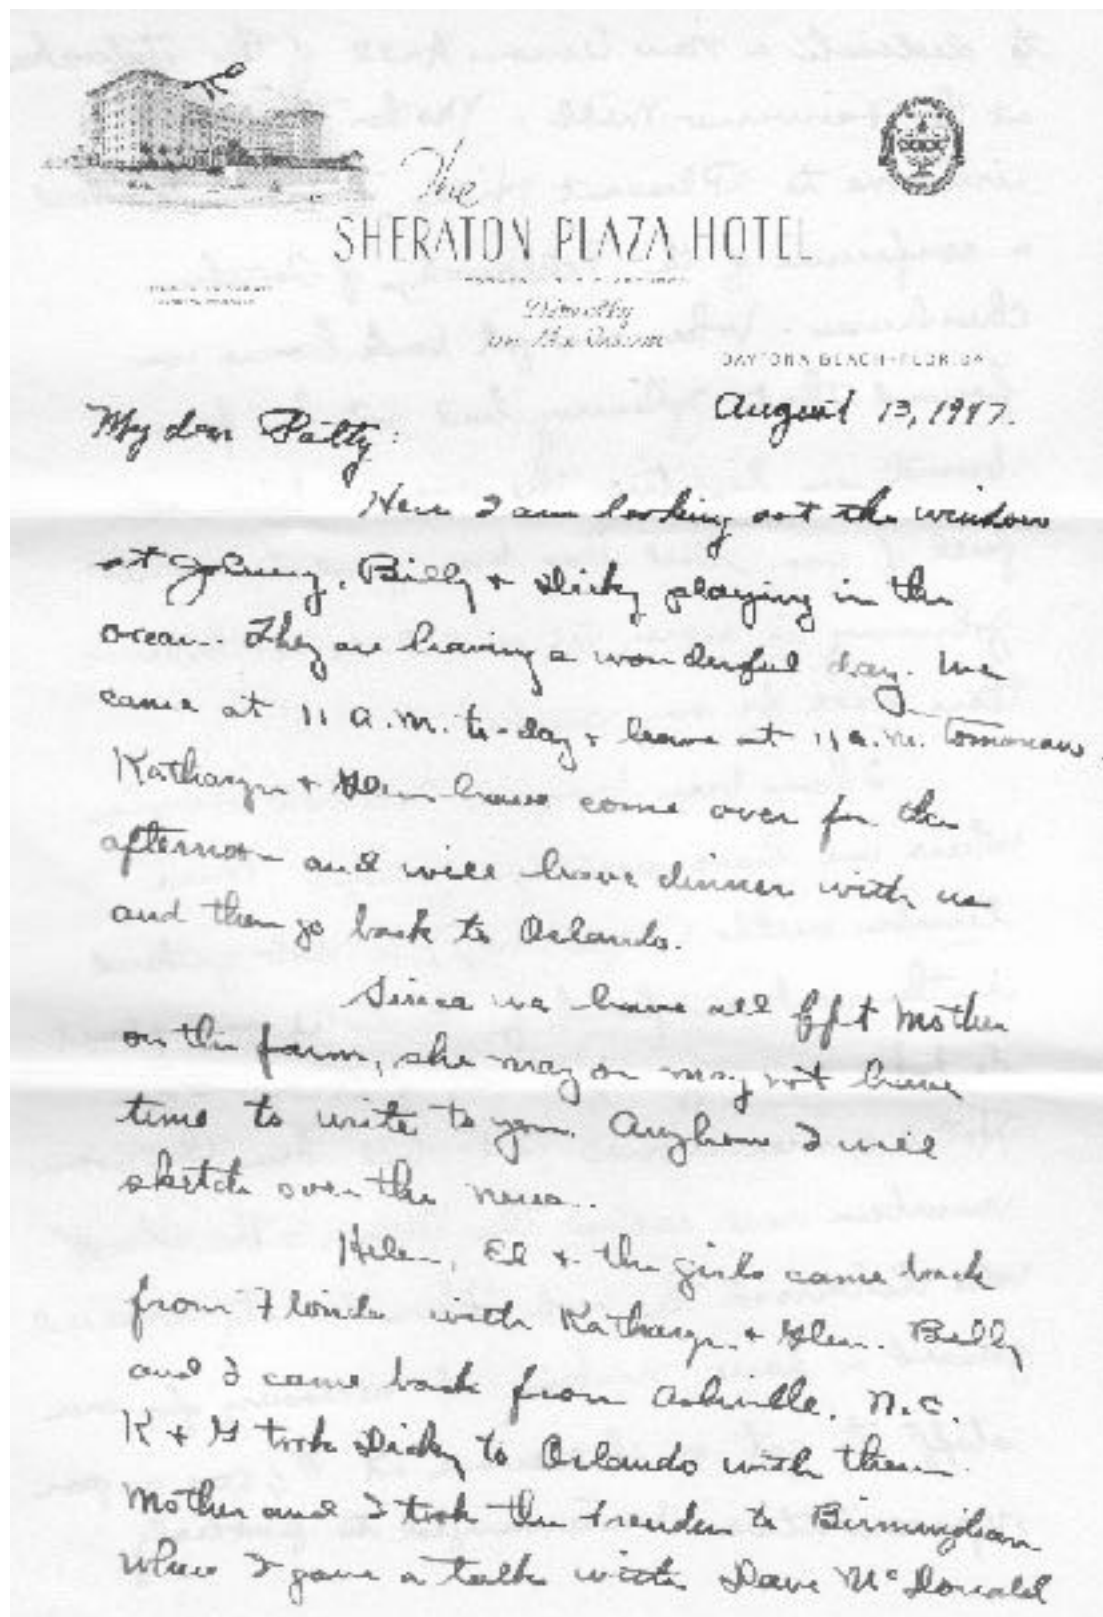 The
SHERATON PLAZA HOTEL
Directly
on the Ocean
DAYTONA BEACH-FLORIDA
August 13, 1947.
My dear Patty:
Here I am looking out the window
at Johnny, Billy + Dicky playing in the
ocean. They are having a wonderful day. We
came at 11 a.m. to-day + leave at 11 a.m. tomorrow.
Katharyn + Glen have come over for the
afternoon and will have dinner with us
and then go back to Orlando.
Since we have all left Mother
on the farm, she may or may not have
time to write to you. Anyhow I will
sketch over the news.
Helen, Ed + the girls came back
from Florida with Katharyn + Glen. Billy
and I came back from Asheville, N.C.
K + G took Dicky to Orlando with them.
Mother and I took the to Birmingham
where I gave a talk with Dave McDonald